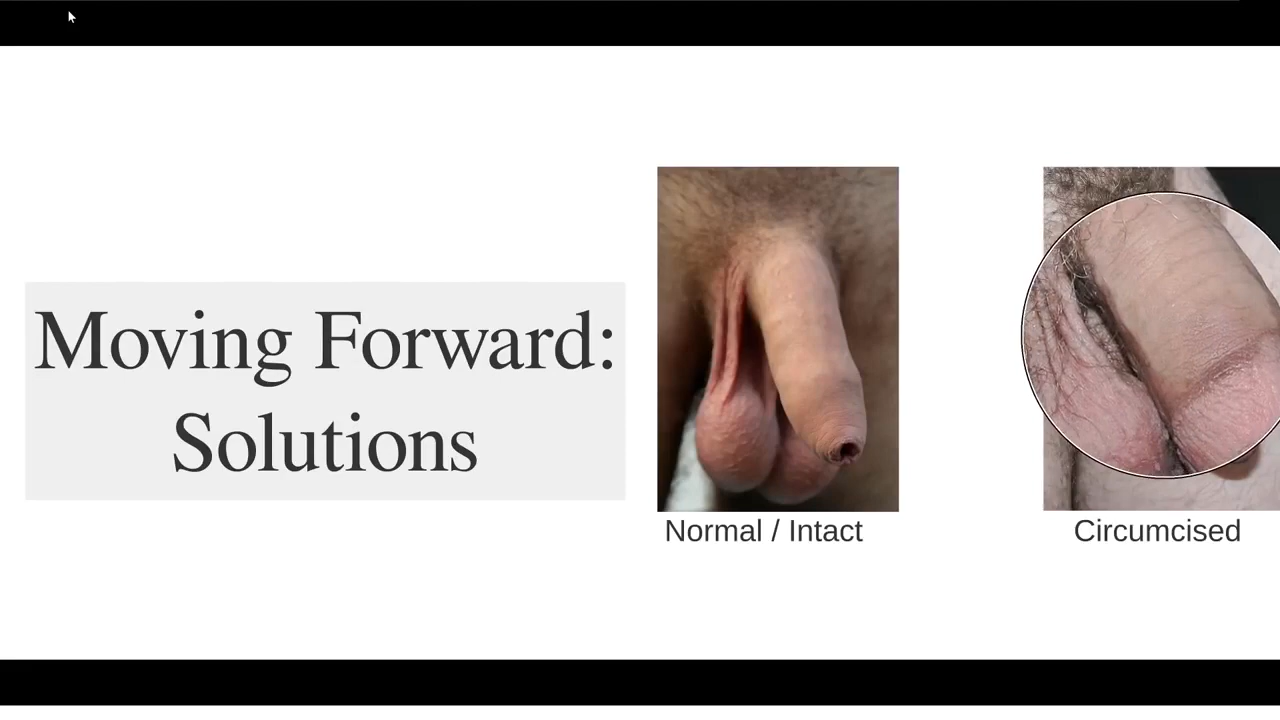 Moving Forward:
Solutions
Normal / Intact
Circumcised